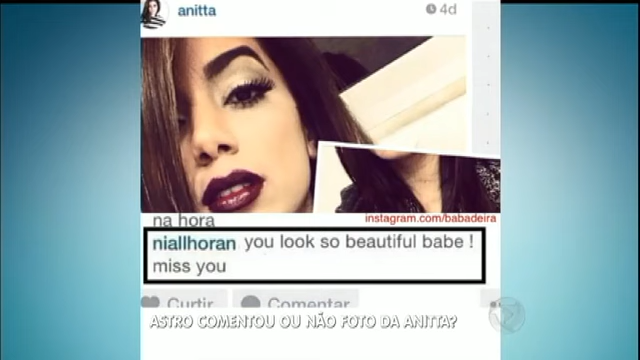 anitta
4d
instagram.com/babadeira
na hora
niallhoran you look so beautiful babe !
miss you
Curtir
Comentar
ASTRO COMENTOU OU NÃO FOTO DA ANITTA?